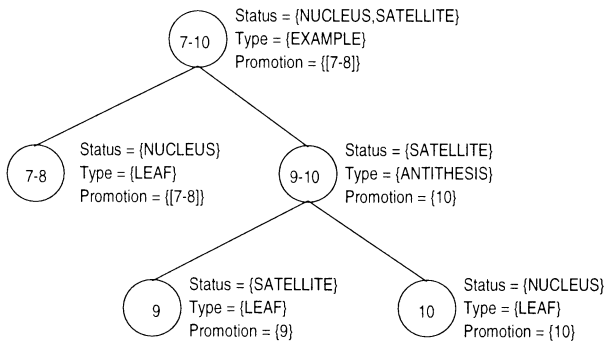 7-10
Status = {NUCLEUS,SATELLITE}
Type = {EXAMPLE}
Promotion = {[7-8]}
7-8
Status = {NUCLEUS}
Type = {LEAF}
Promotion = {[7-8]}
9-10
Status = {SATELLITE}
Type = {ANTITHESIS}
Promotion = {10}
9
Status = {SATELLITE}
Type = {LEAF}
Promotion = {9}
10
Status = {NUCLEUS}
Type = {LEAF}
Promotion = {10}